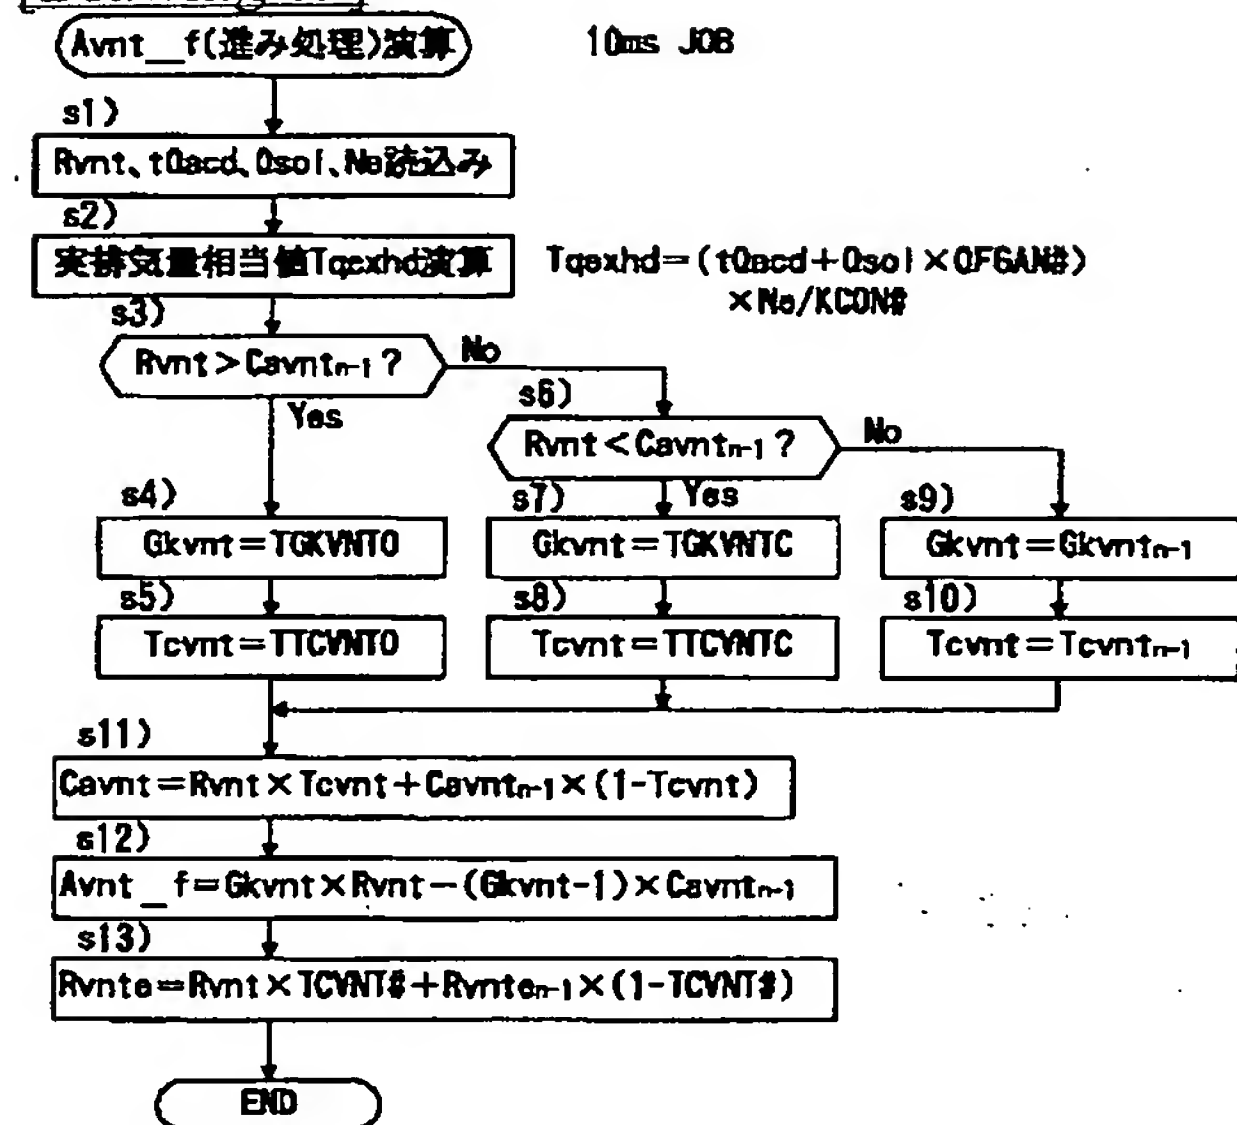 Avnt_f(進み処理)演算
10ms JOB
s1)
Rvnt、tQacd、Qsol、Ne読込み
s2)
実排気量相当値Tqexhd演算
Tqexhd=(tQacd+Qsol×QFGAN#)
×Ne/KCON#
s3)
Rvnt>Cavntn-1?
No
Yes
s6)
Rvnt<Cavntn-1?
No
Yes
s4)
Gkvnt=TGKVNTO
s7)
Gkvnt=TGKVNTC
s9)
Gkvnt=Gkvntn-1
s5)
Tcvnt=TTCVNTO
s8)
Tcvnt=TTCVNTC
s10)
Tcvnt=Tcvntn-1
s11)
Cavnt=Rvnt×Tcvnt+Cavntn-1×(1-Tcvnt)
s12)
Avnt_f=Gkvnt×Rvnt-(Gkvnt-1)×Cavntn-1
s13)
Rvnte=Rvnt×TCVNT#+Rvnten-1×(1-TCVNT#)
END